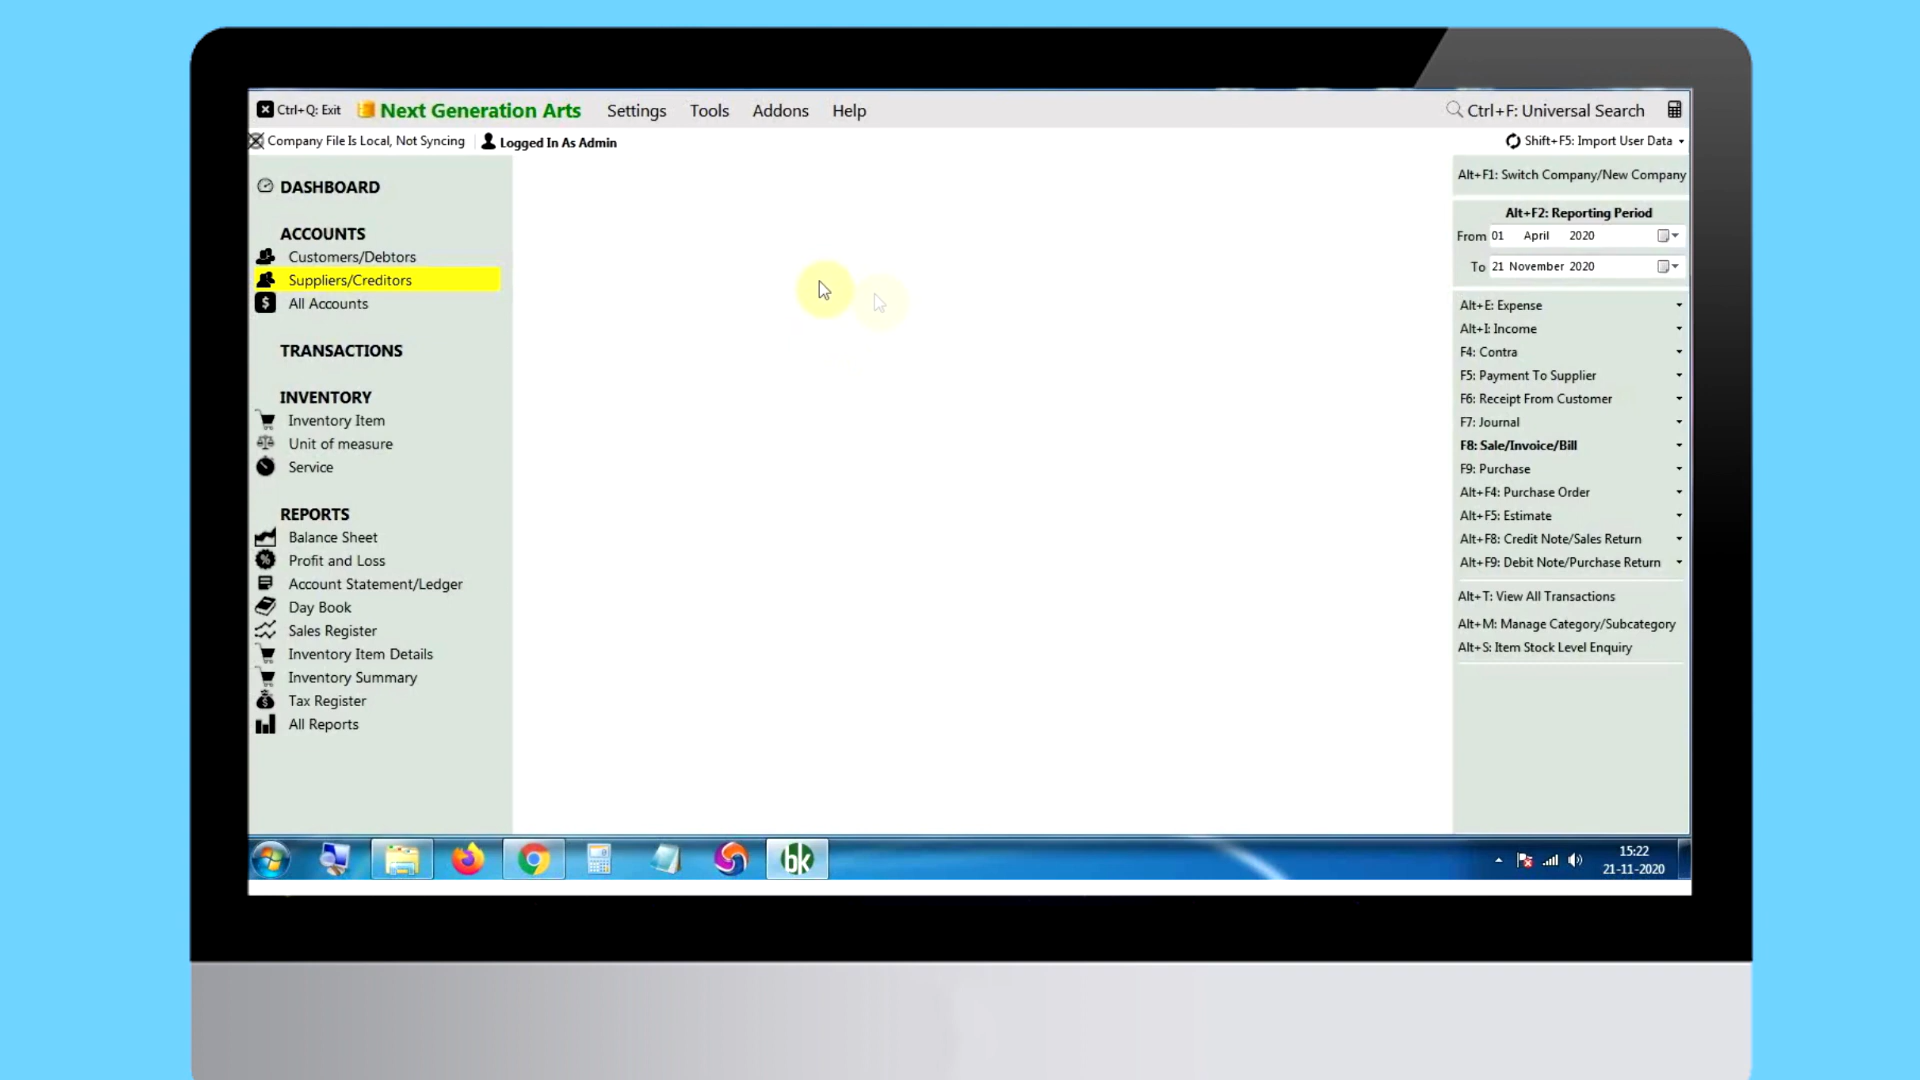 Ctrl+Q: Exit Next Generation Arts Settings Tools Addons Help Ctrl+F: Universal Search
Company File Is Local, Not Syncing Logged In As Admin Shift+F5: Import User Data
DASHBOARD
ACCOUNTS
Customers/Debtors
Suppliers/Creditors
All Accounts
TRANSACTIONS
INVENTORY
Inventory Item
Unit of measure
Service
REPORTS
Balance Sheet
Profit and Loss
Account Statement/Ledger
Day Book
Sales Register
Inventory Item Details
Inventory Summary
Tax Register
All Reports
Alt+F1: Switch Company/New Company
Alt+F2: Reporting Period
From 01 April 2020
To 21 November 2020
Alt+E: Expense
Alt+I: Income
F4: Contra
F5: Payment To Supplier
F6: Receipt From Customer
F7: Journal
F8: Sale/Invoice/Bill
F9: Purchase
Alt+F4: Purchase Order
Alt+F5: Estimate
Alt+F8: Credit Note/Sales Return
Alt+F9: Debit Note/Purchase Return
Alt+T: View All Transactions
Alt+M: Manage Category/Subcategory
Alt+S: Item Stock Level Enquiry
bk
15:22
21-11-2020